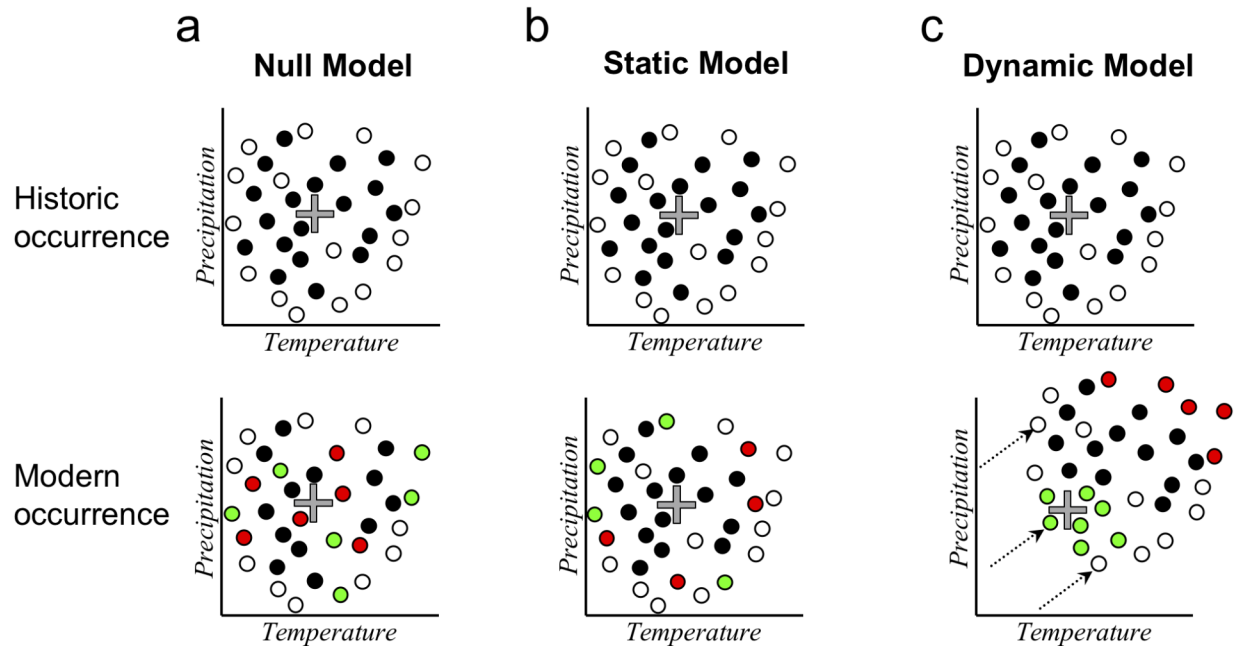 a
b
c
Null Model
Static Model
Dynamic Model
Historic
occurrence
Precipitation
Temperature
Precipitation
Temperature
Precipitation
Temperature
Modern
occurrence
Precipitation
Temperature
Precipitation
Temperature
Precipitation
Temperature